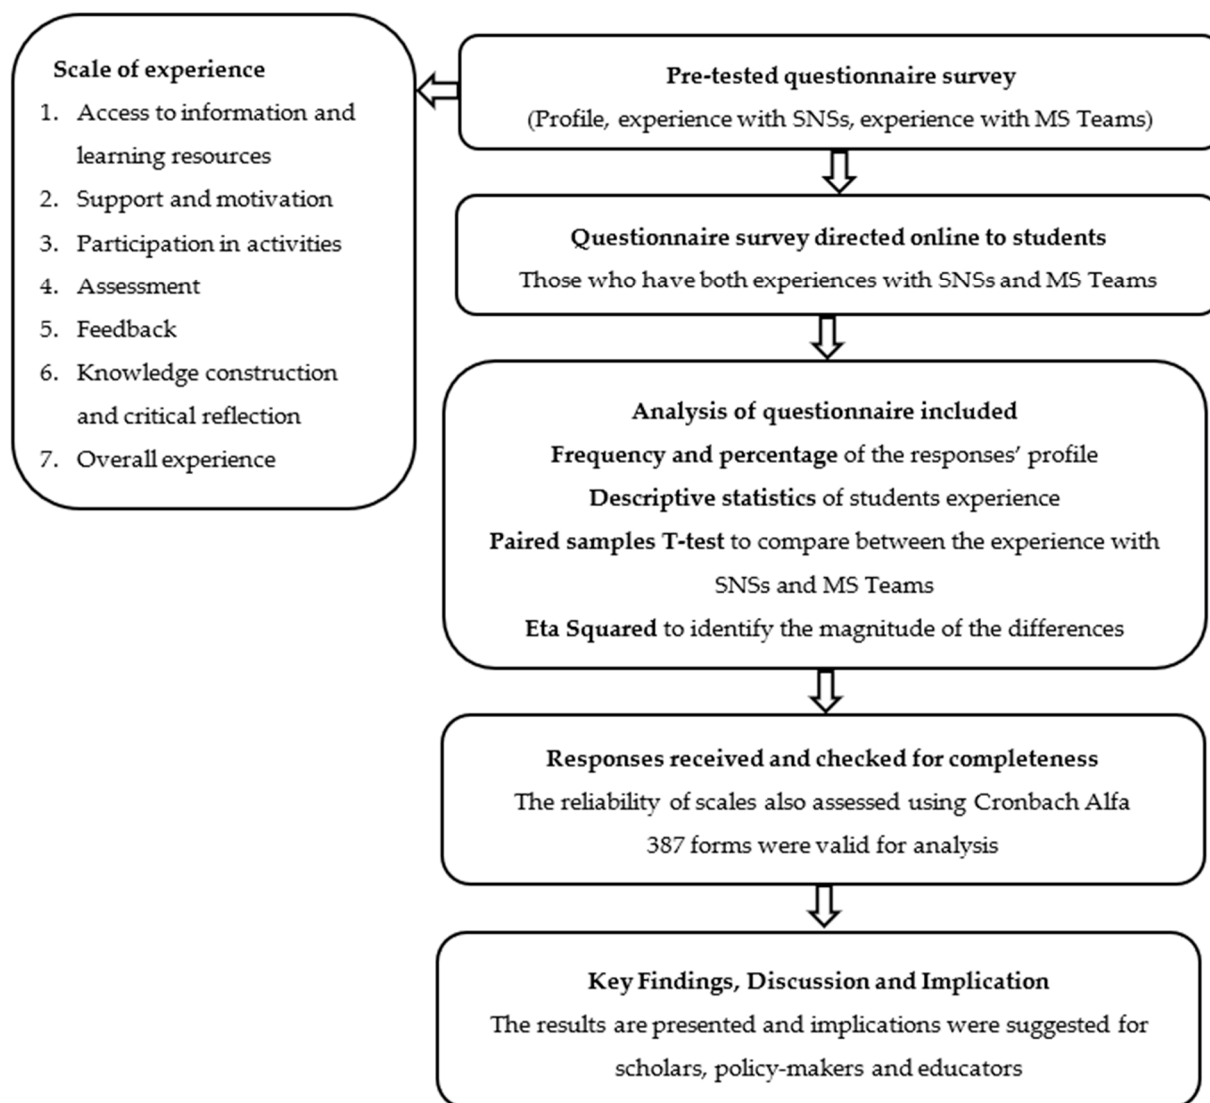 Scale of experience
1. Access to information and
learning resources
2. Support and motivation
3. Participation in activities
4. Assessment
5. Feedback
6. Knowledge construction
and critical reflection
7. Overall experience
Pre-tested questionnaire survey
(Profile, experience with SNSs, experience with MS Teams)
Questionnaire survey directed online to students
Those who have both experiences with SNSs and MS Teams
Analysis of questionnaire included
Frequency and percentage of the responses' profile
Descriptive statistics of students experience
Paired samples T-test to compare between the experience with
SNSs and MS Teams
Eta Squared to identify the magnitude of the differences
Responses received and checked for completeness
The reliability of scales also assessed using Cronbach Alfa
387 forms were valid for analysis
Key Findings, Discussion and Implication
The results are presented and implications were suggested for
scholars, policy-makers and educators